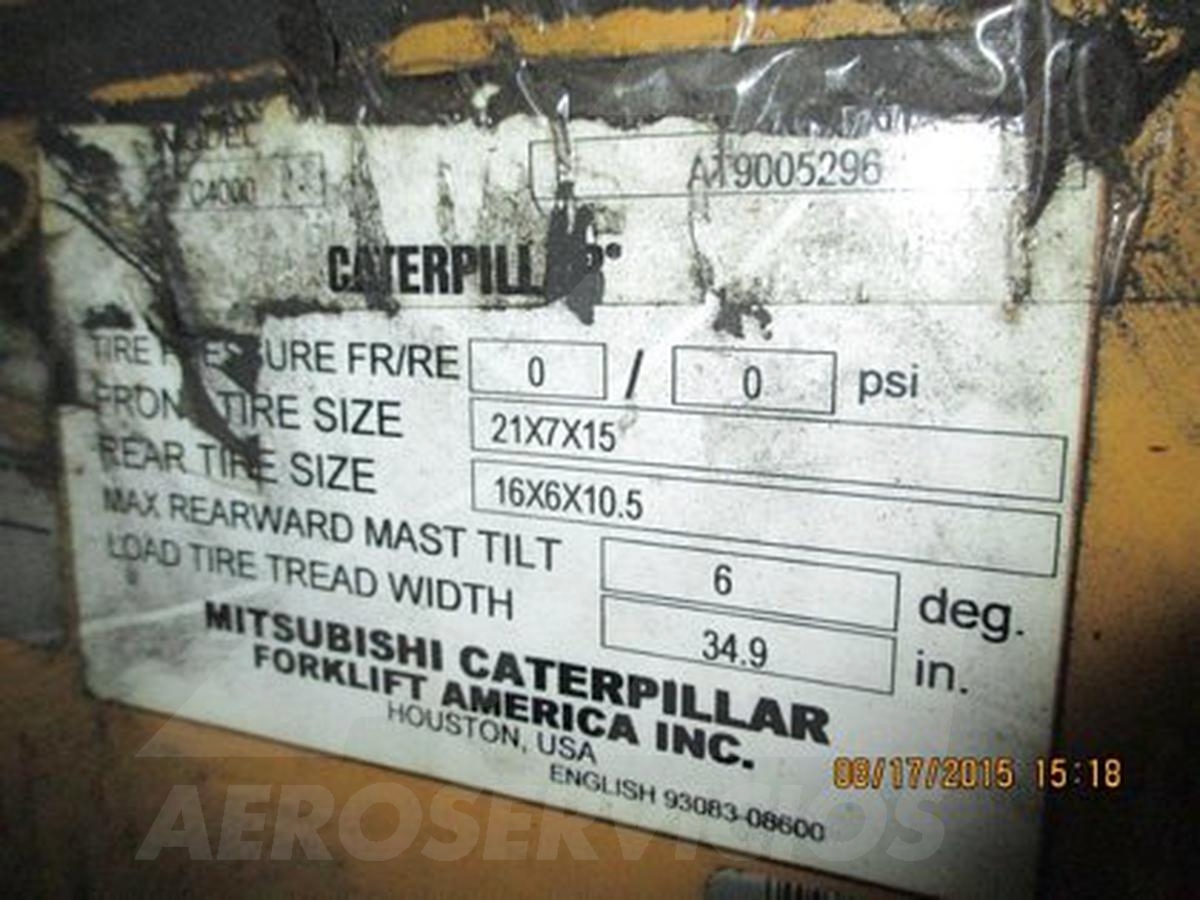 MODEL
C4000
AT9005296
CATERPILLAR
TIRE PRESSURE FR/RE 0 / 0 psi
FRONT TIRE SIZE 21X7X15
REAR TIRE SIZE 16X6X10.5
MAX REARWARD MAST TILT 6 deg.
LOAD TIRE TREAD WIDTH 34.9 in.
MITSUBISHI CATERPILLAR
FORKLIFT AMERICA INC.
HOUSTON, USA
ENGLISH 93083-08600
08/17/2015 15:18
AEROSERVICIOS